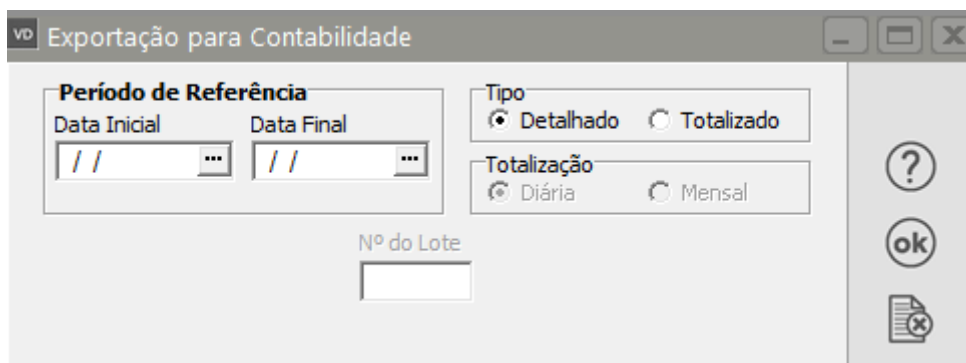 VD Exportação para Contabilidade
Período de Referência
Data Inicial Data Final
/ / ... / / ...
Tipo
Detalhado Totalizado
Totalização
Diária Mensal
Nº do Lote
?
ok